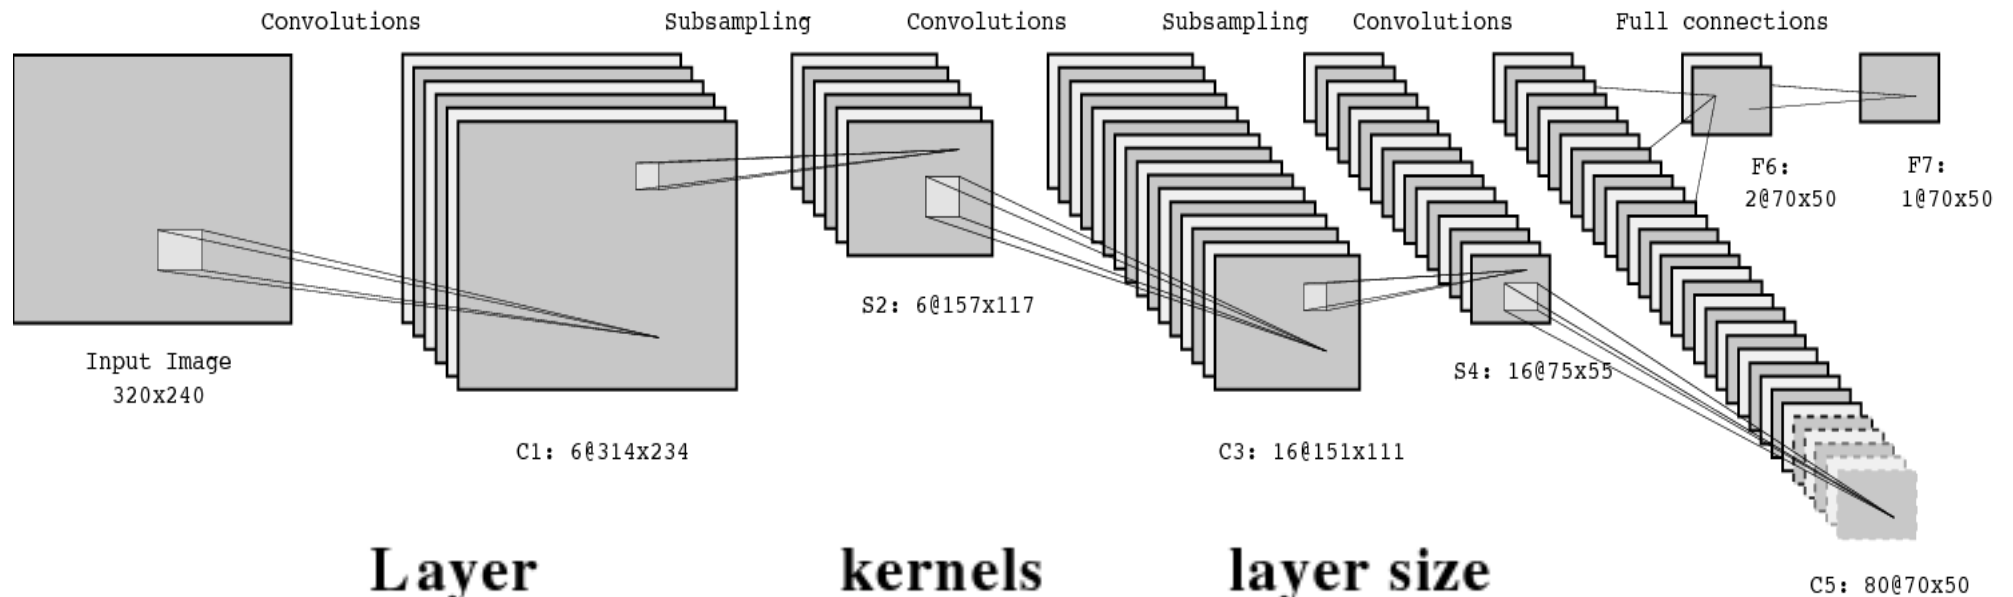 Convolutions Subsampling Convolutions Subsampling Convolutions Full connections
F6: F7:
2@70x50 1@70x50
S2: 6@157x117
Input Image
320x240
S4: 16@75x55
C1: 6@314x234
C3: 16@151x111
Layer kernels layer size
C5: 80@70x50